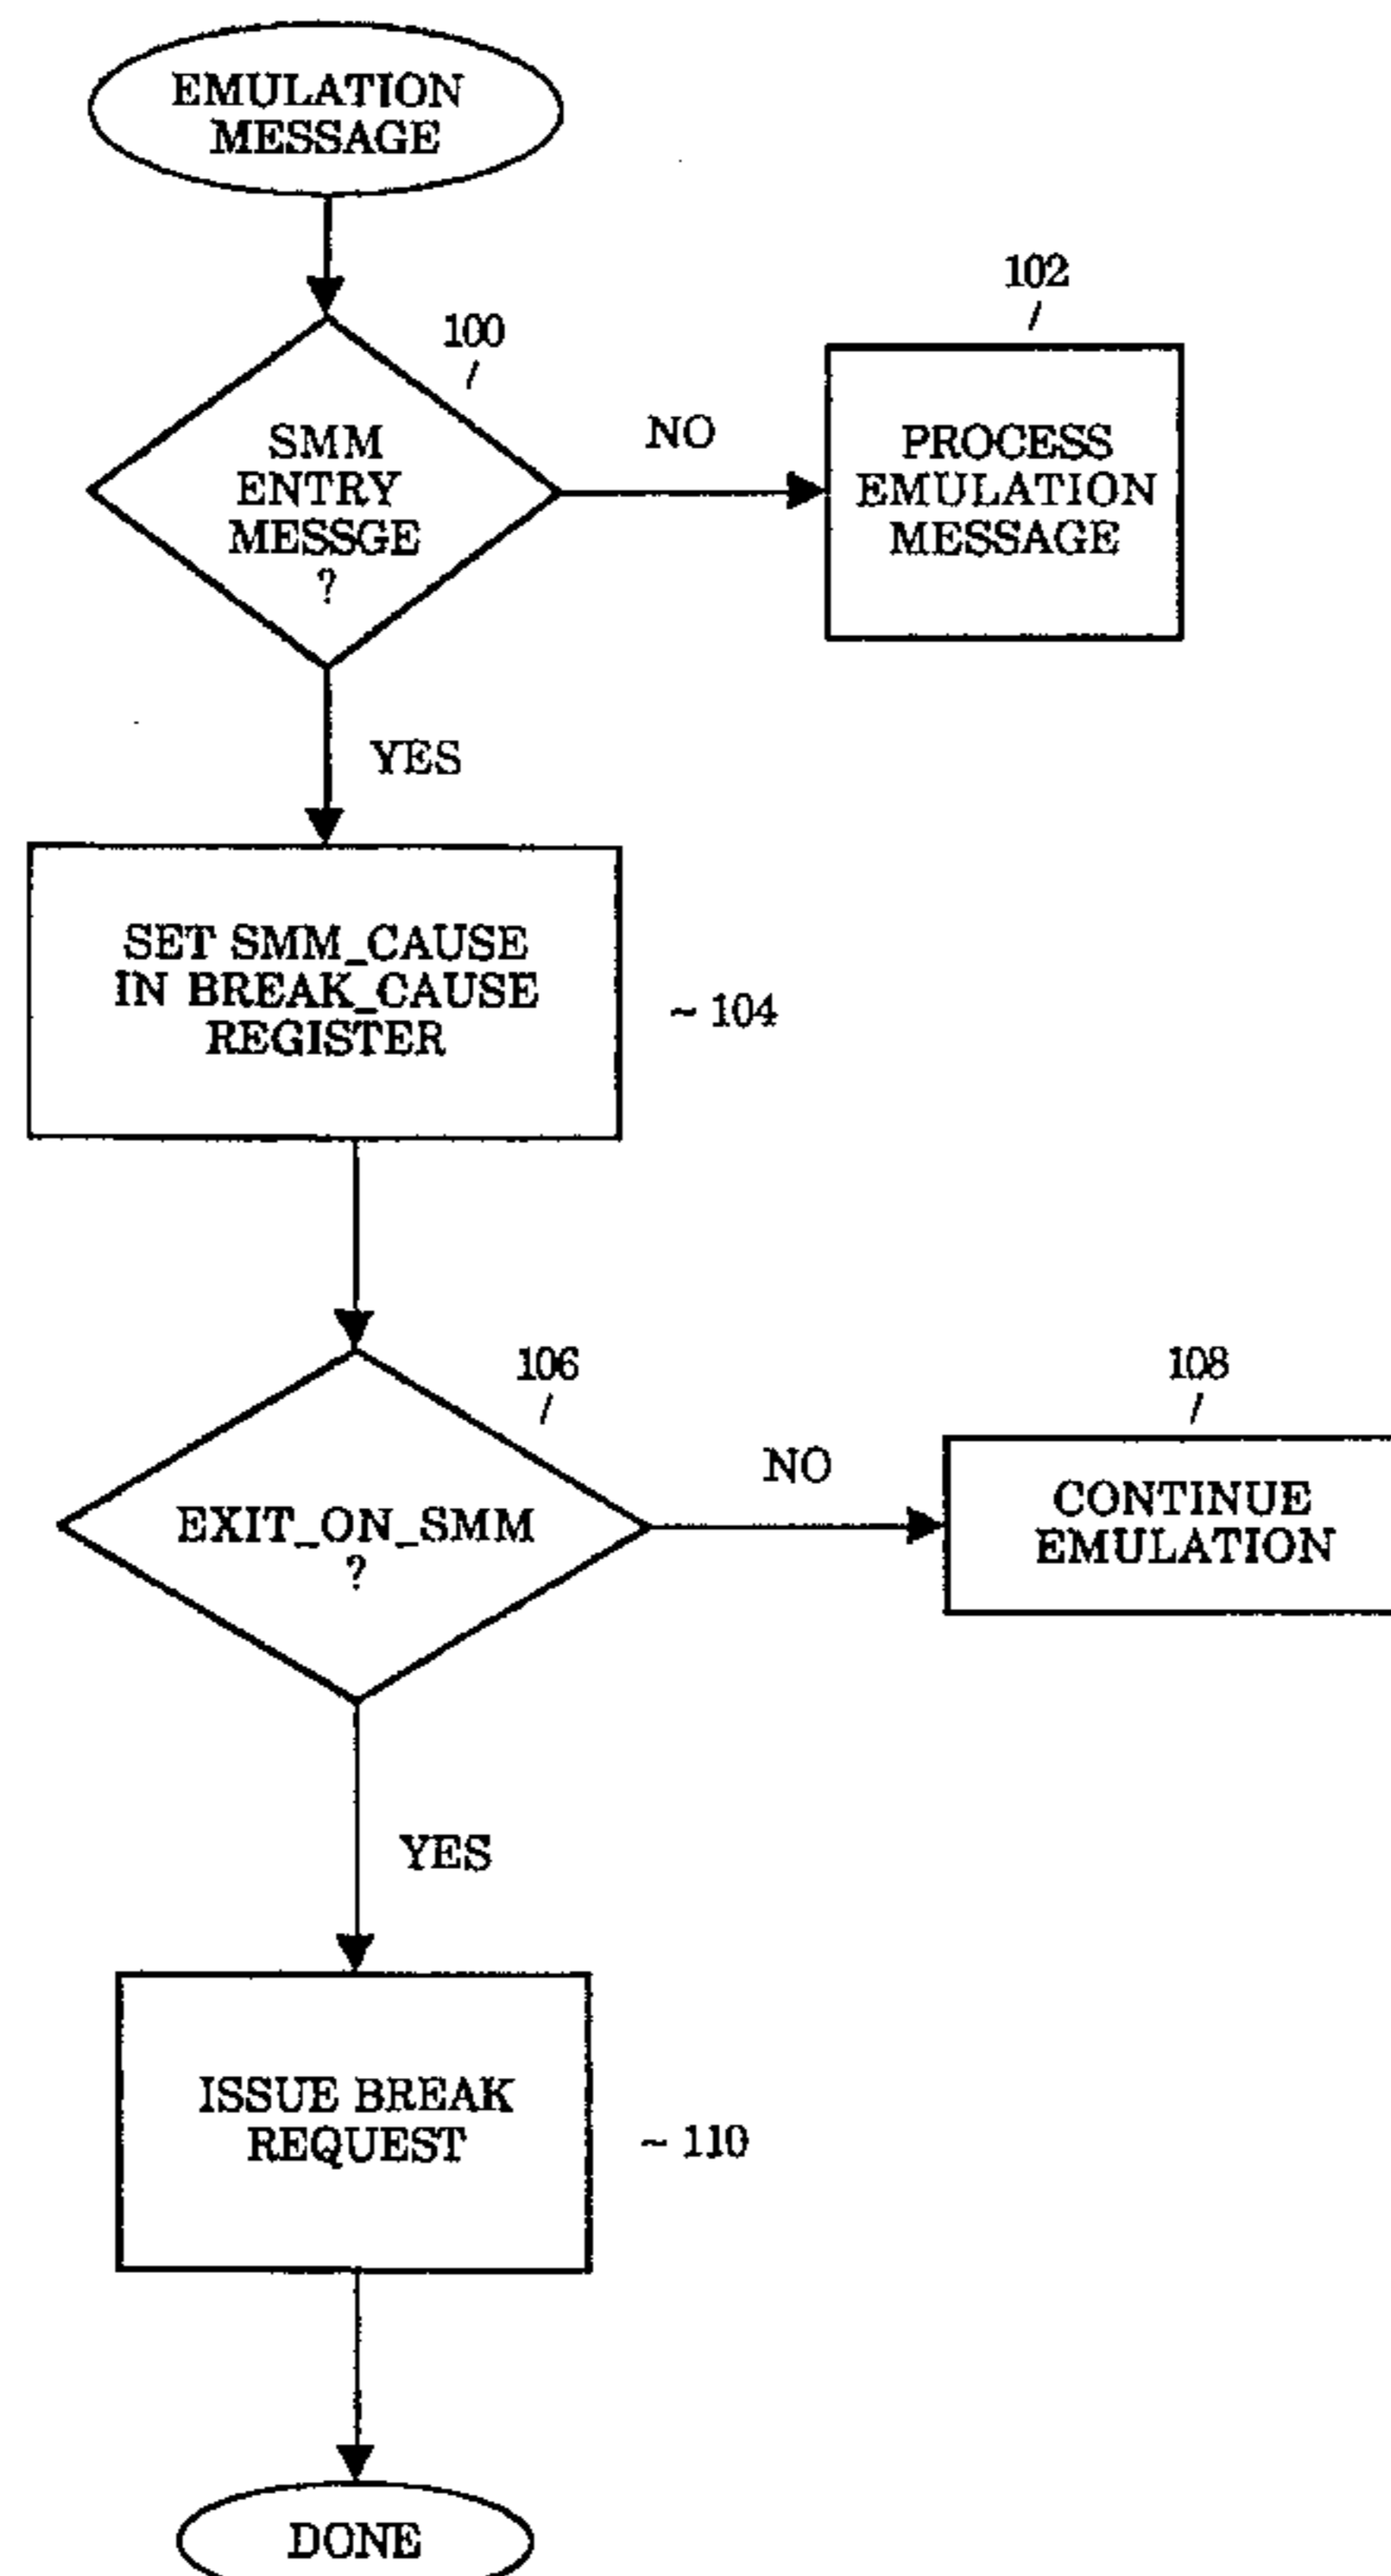 EMULATION
MESSAGE
100
102
SMM
ENTRY
MESSGE
?
NO
PROCESS
EMULATION
MESSAGE
YES
SET SMM_CAUSE
IN BREAK_CAUSE
REGISTER
~ 104
106
108
EXIT_ON_SMM
?
NO
CONTINUE
EMULATION
YES
ISSUE BREAK
REQUEST
~ 110
DONE